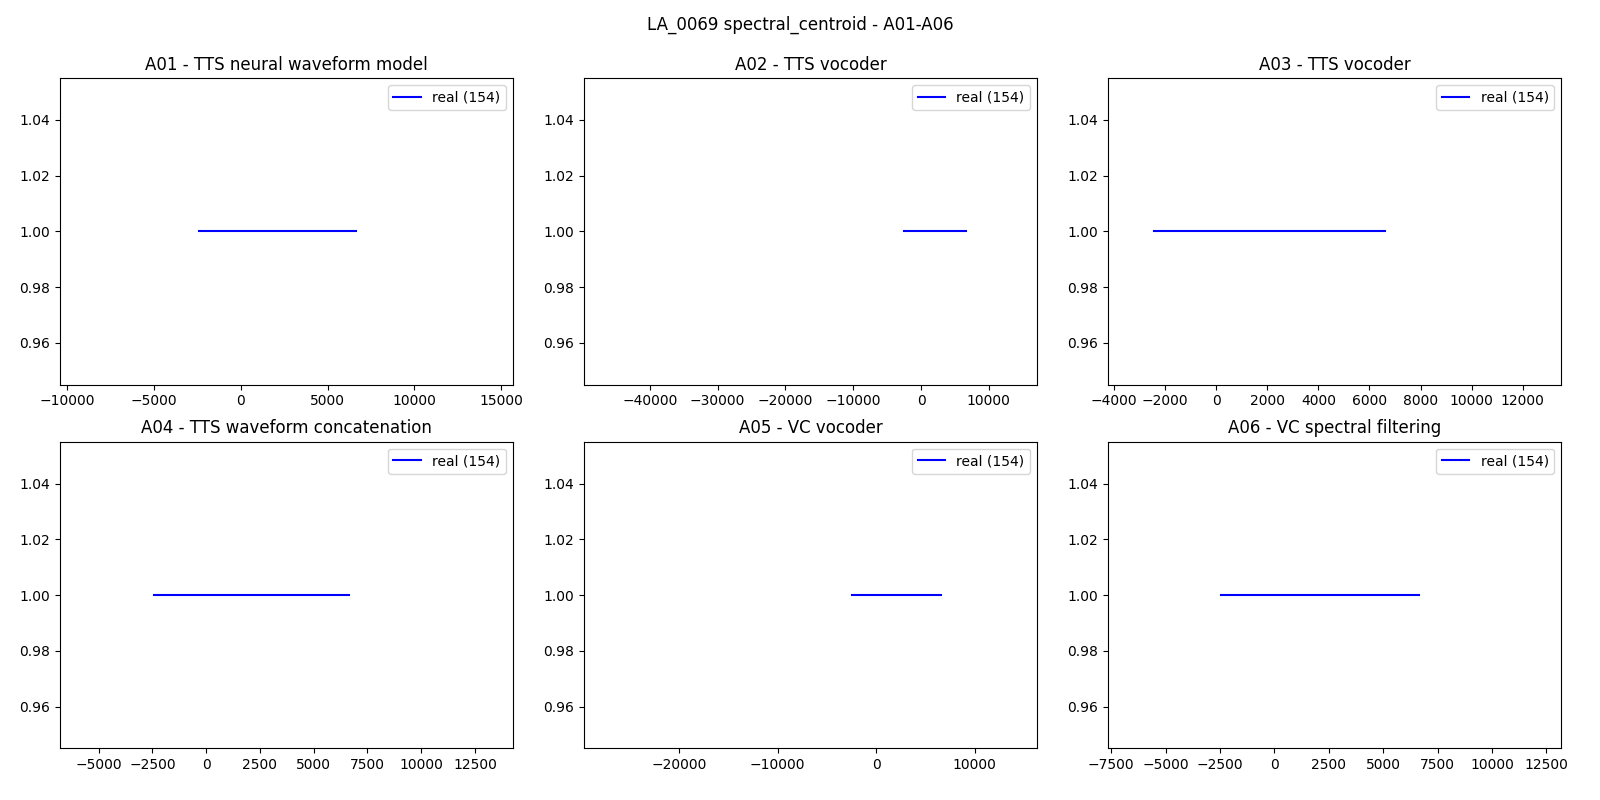 LA_0069 spectral_centroid - A01-A06
A01 - TTS neural waveform model
real (154)
1.04
1.02
1.00
0.98
0.96
−10000 −5000 0 5000 10000 15000
A02 - TTS vocoder
real (154)
1.04
1.02
1.00
0.98
0.96
−40000 −30000 −20000 −10000 0 10000
A03 - TTS vocoder
real (154)
1.04
1.02
1.00
0.98
0.96
−4000 −2000 0 2000 4000 6000 8000 10000 12000
A04 - TTS waveform concatenation
real (154)
1.04
1.02
1.00
0.98
0.96
−5000 −2500 0 2500 5000 7500 10000 12500
A05 - VC vocoder
real (154)
1.04
1.02
1.00
0.98
0.96
−20000 −10000 0 10000
A06 - VC spectral filtering
real (154)
1.04
1.02
1.00
0.98
0.96
−7500 −5000 −2500 0 2500 5000 7500 10000 12500